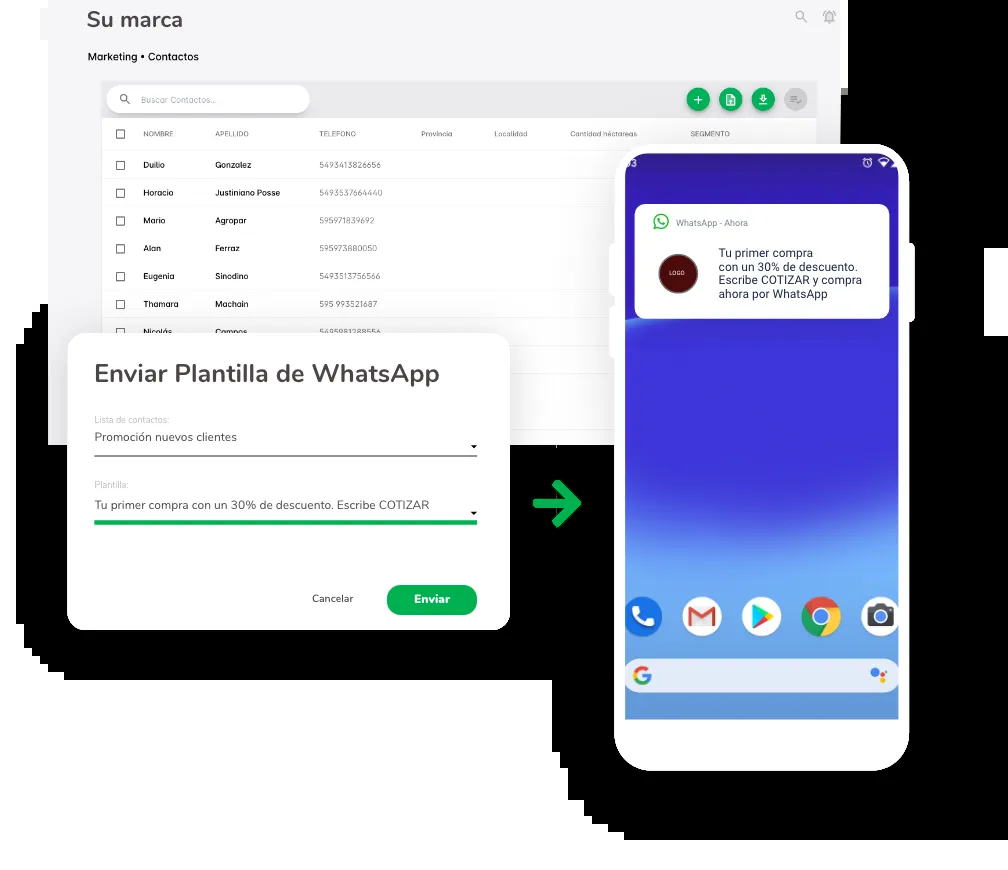 Su marca
Marketing • Contactos
Buscar Contactos...
NOMBRE APELLIDO TELEFONO Provincia Localidad Cantidad héctareas SEGMENTO
Duilio Gonzalez 5493413826656
Horacio Justiniano Posse 5493537664440
Mario Agropar 595971839692
Alan Ferraz 595973880050
Eugenia Sinodino 5493513756566
Thamara Machain 595 993521687
Nicolás Campos 5495981288556
Enviar Plantilla de WhatsApp
Lista de contactos:
Promoción nuevos clientes
Plantilla:
Tu primer compra con un 30% de descuento. Escribe COTIZAR
Cancelar Enviar
WhatsApp - Ahora
LOGO
Tu primer compra
con un 30% de descuento.
Escribe COTIZAR y compra
ahora por WhatsApp